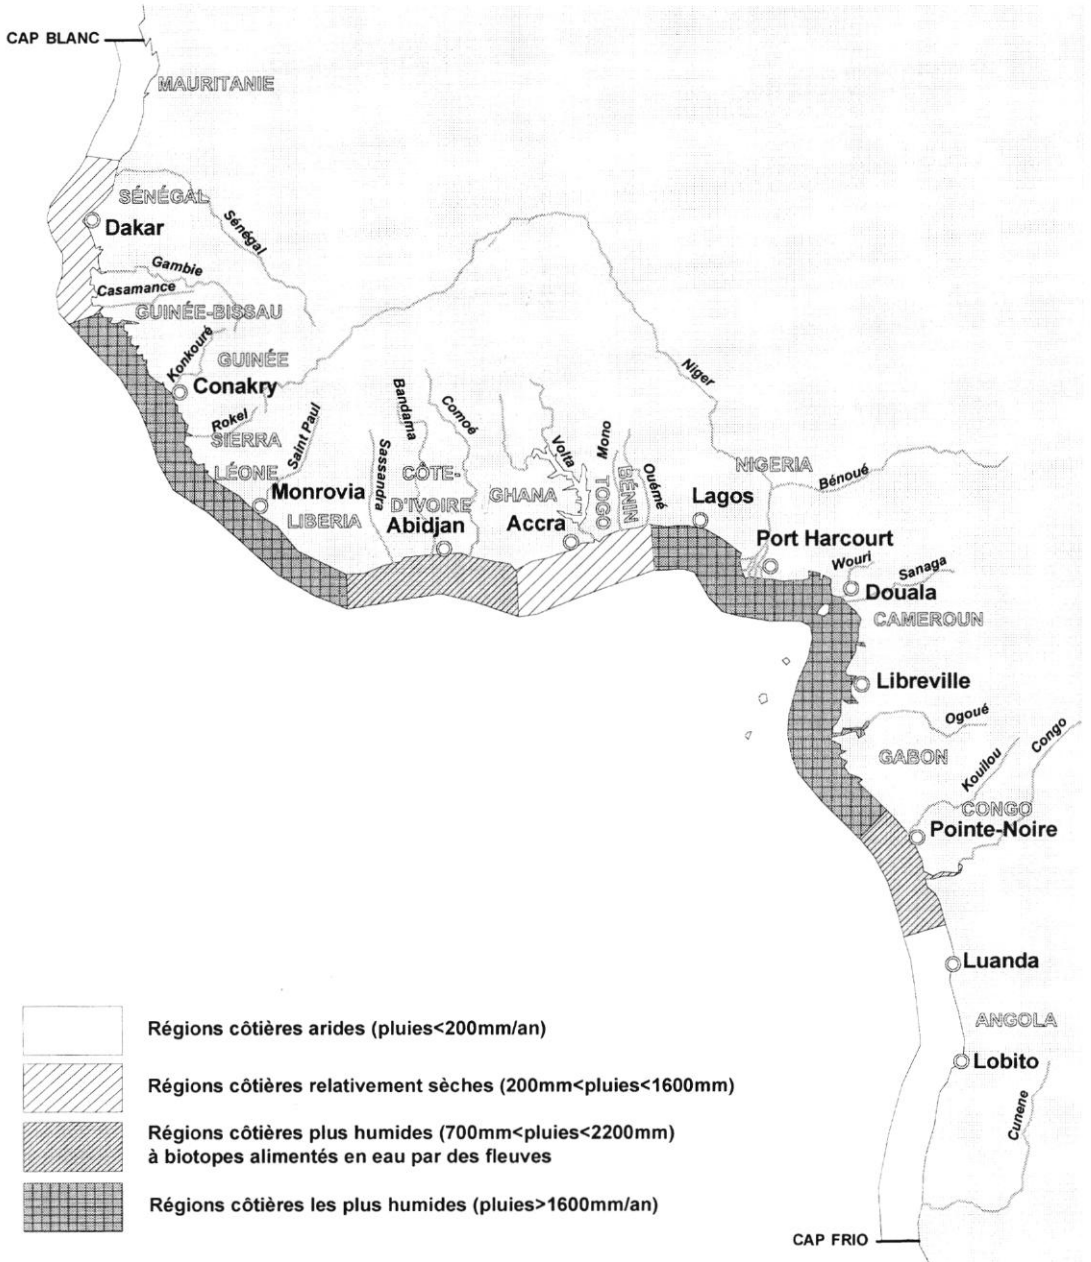 CAP BLANC
MAURITANIE
SÉNÉGAL
Sénégal
Dakar
Gambie
Casamance
GUINÉE-BISSAU
Konkouré
GUINÉE
Conakry
Niger
Rokel
SIERRA
LÉONE
Saint Paul
Monrovia
LIBERIA
Sassandra
Bandama
Comoé
CÔTE-
D'IVOIRE
Abidjan
GHANA
Volta
Accra
Mono
TOGO
BÉNIN
Ouémé
NIGERIA
Bénoué
Lagos
Port Harcourt
Wouri
Sanaga
Douala
CAMEROUN
Libreville
Ogoué
GABON
Kouilou
Congo
CONGO
Pointe-Noire
Luanda
ANGOLA
Lobito
Cunene
CAP FRIO
Régions côtières arides (pluies<200mm/an)
Régions côtières relativement sèches (200mm<pluies<1600mm)
Régions côtières plus humides (700mm<pluies<2200mm)
à biotopes alimentés en eau par des fleuves
Régions côtières les plus humides (pluies>1600mm/an)